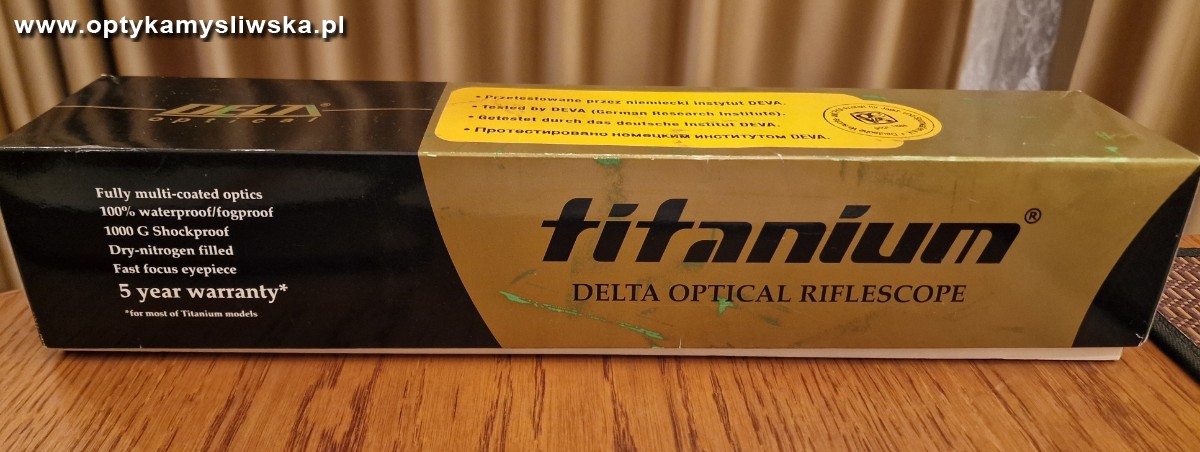 www.optykamysliwska.pl
DELTA®
optical
• Przetestowane przez niemiecki instytut DEVA.
• Tested by DEVA (German Research Institute).
• Getestet durch das deutsche Institut DEVA.
• Протестировано немецким институтом DEVA.
Fully multi-coated optics
100% waterproof/fogproof
1000 G Shockproof
Dry-nitrogen filled
Fast focus eyepiece
5 year warranty*
*for most of Titanium models
titanium®
DELTA OPTICAL RIFLESCOPE